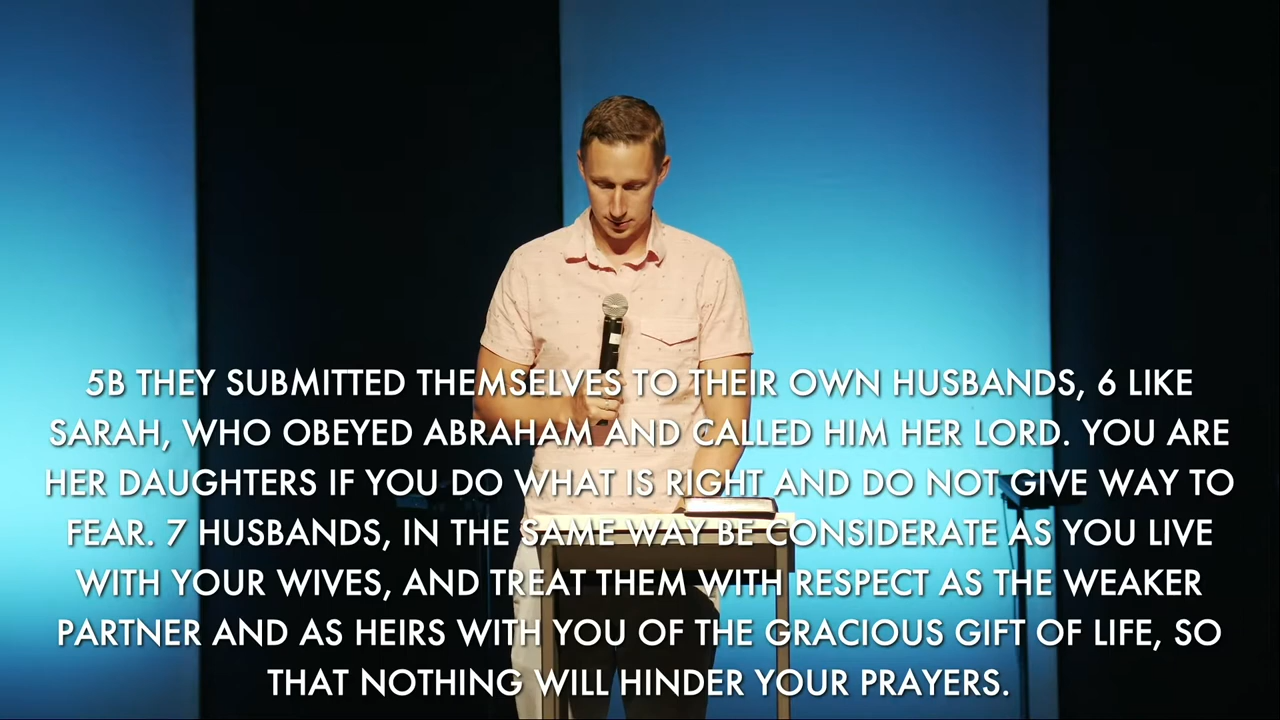 5B THEY SUBMITTED THEMSELVES TO THEIR OWN HUSBANDS, 6 LIKE
SARAH, WHO OBEYED ABRAHAM AND CALLED HIM HER LORD. YOU ARE
HER DAUGHTERS IF YOU DO WHAT IS RIGHT AND DO NOT GIVE WAY TO
FEAR. 7 HUSBANDS, IN THE SAME WAY BE CONSIDERATE AS YOU LIVE
WITH YOUR WIVES, AND TREAT THEM WITH RESPECT AS THE WEAKER
PARTNER AND AS HEIRS WITH YOU OF THE GRACIOUS GIFT OF LIFE, SO
THAT NOTHING WILL HINDER YOUR PRAYERS.